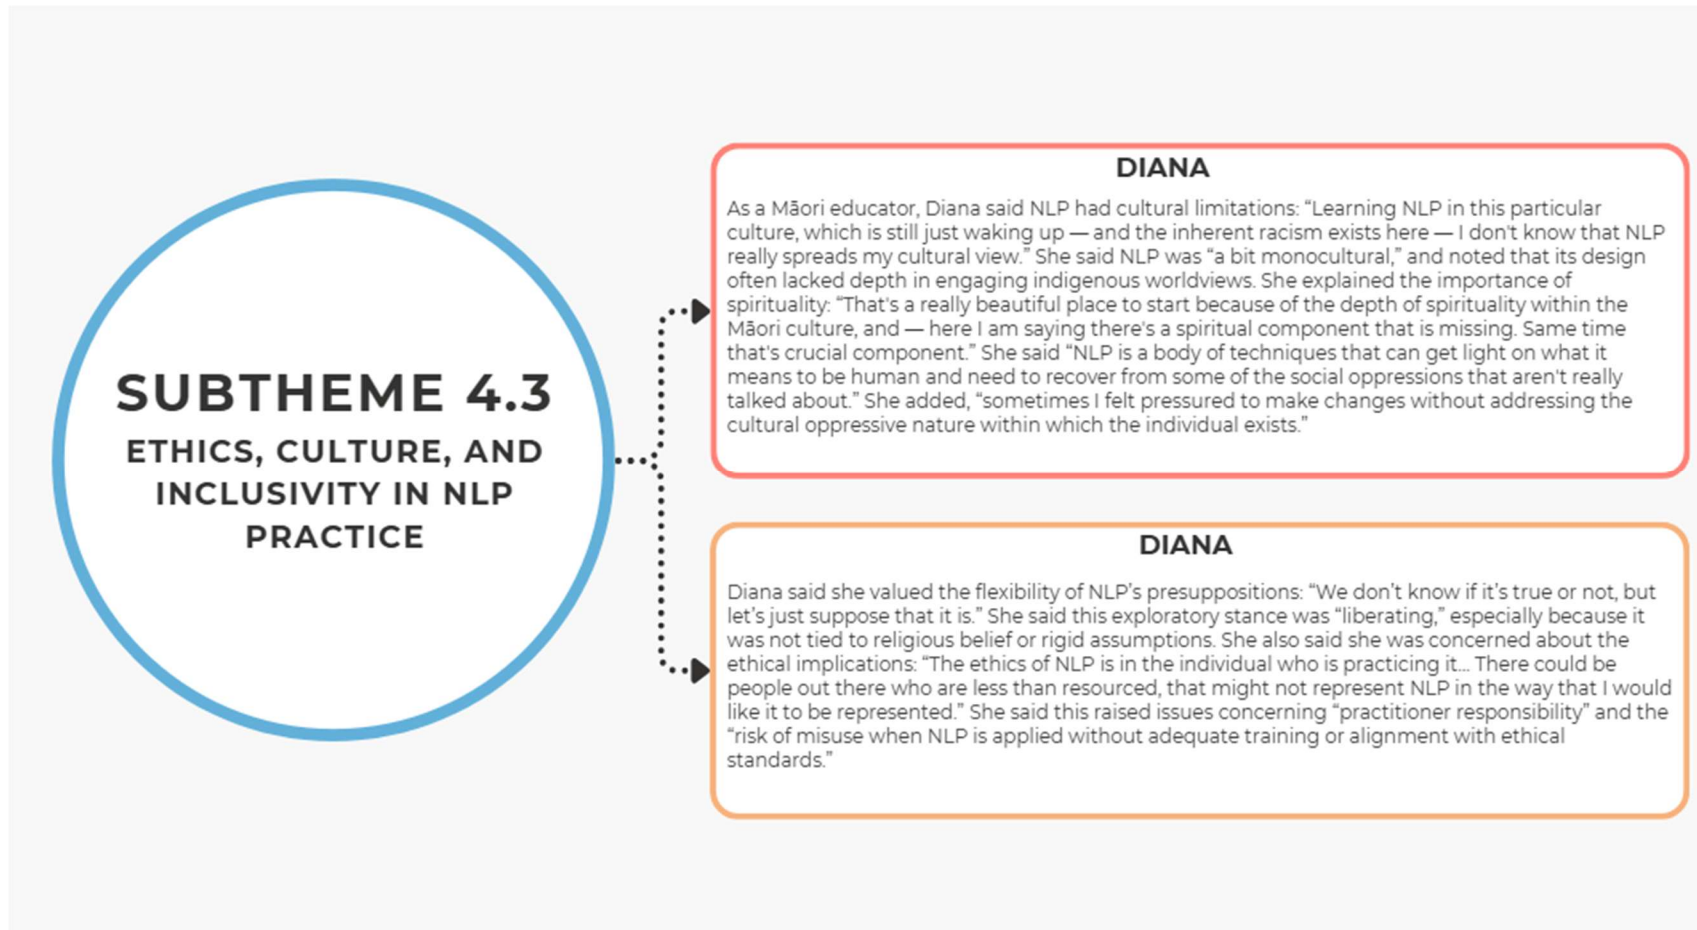 SUBTHEME 4.3
ETHICS, CULTURE, AND
INCLUSIVITY IN NLP
PRACTICE
DIANA
As a Māori educator, Diana said NLP had cultural limitations: “Learning NLP in this particular
culture, which is still just waking up — and the inherent racism exists here — I don't know that NLP
really spreads my cultural view.” She said NLP was “a bit monocultural,” and noted that its design
often lacked depth in engaging indigenous worldviews. She explained the importance of
spirituality: “That's a really beautiful place to start because of the depth of spirituality within the
Māori culture, and — here I am saying there's a spiritual component that is missing. Same time
that's crucial component.” She said “NLP is a body of techniques that can get light on what it
means to be human and need to recover from some of the social oppressions that aren't really
talked about.” She added, “sometimes I felt pressured to make changes without addressing the
cultural oppressive nature within which the individual exists.”
DIANA
Diana said she valued the flexibility of NLP’s presuppositions: “We don’t know if it’s true or not, but
let’s just suppose that it is.” She said this exploratory stance was “liberating,” especially because it
was not tied to religious belief or rigid assumptions. She also said she was concerned about the
ethical implications: “The ethics of NLP is in the individual who is practicing it... There could be
people out there who are less than resourced, that might not represent NLP in the way that I would
like it to be represented.” She said this raised issues concerning “practitioner responsibility” and the
“risk of misuse when NLP is applied without adequate training or alignment with ethical
standards.”